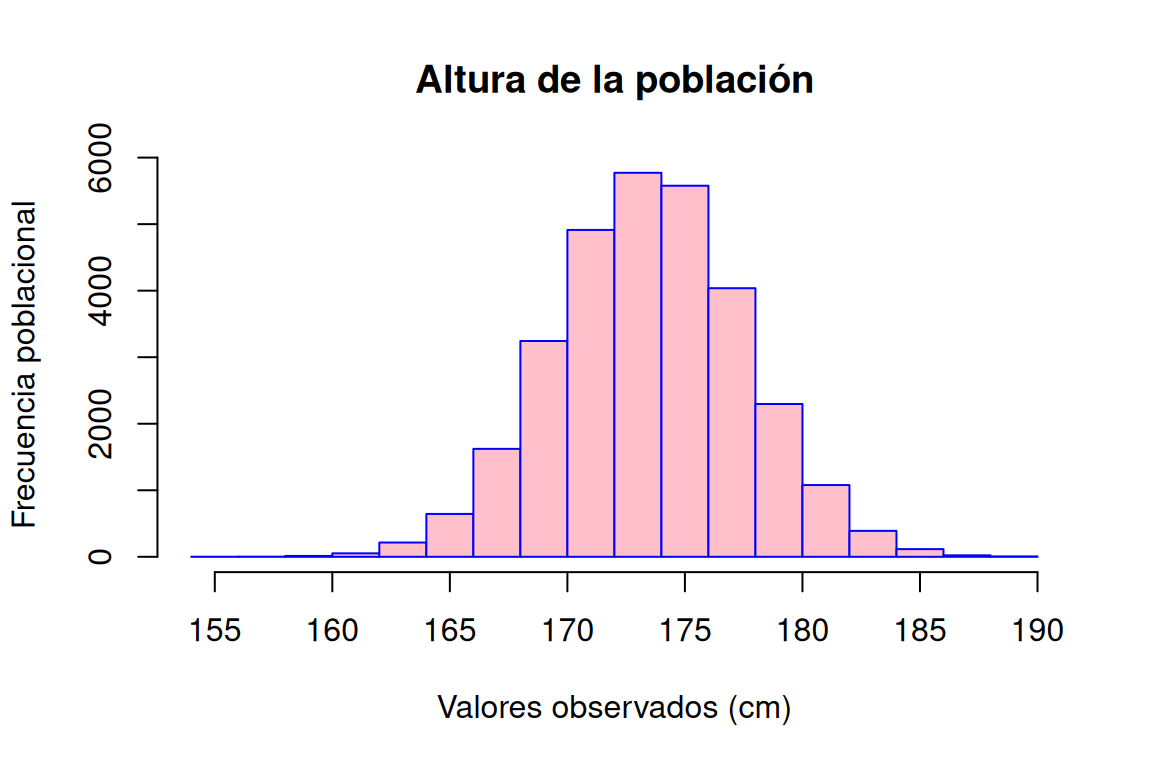 Altura de la población
Frecuencia poblacional
6000
4000
2000
0
155 160 165 170 175 180 185 190
Valores observados (cm)